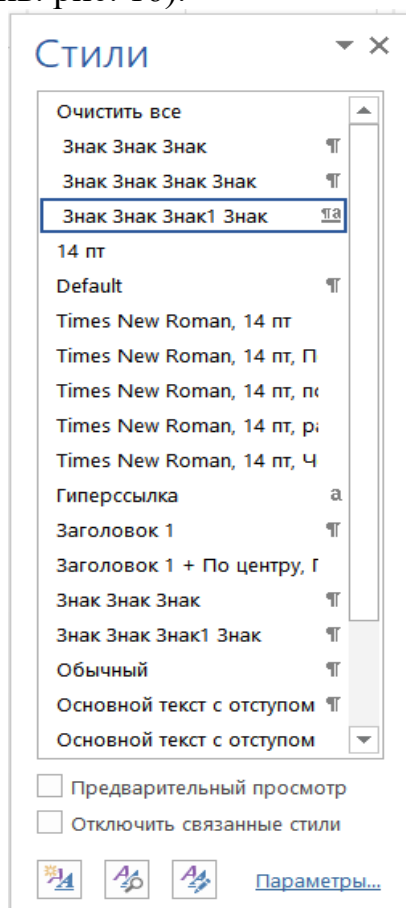 Стили
Очистить все
Знак Знак Знак ¶
Знак Знак Знак Знак ¶
Знак Знак Знак1 Знак ¶a
14 пт
Default ¶
Times New Roman, 14 пт
Times New Roman, 14 пт, П
Times New Roman, 14 пт, по
Times New Roman, 14 пт, ра
Times New Roman, 14 пт, Ч
Гиперссылка a
Заголовок 1 ¶
Заголовок 1 + По центру, П
Знак Знак Знак ¶
Знак Знак Знак1 Знак ¶
Обычный ¶
Основной текст с отступом ¶
Основной текст с отступом
Предварительный просмотр
Отключить связанные стили
Параметры...